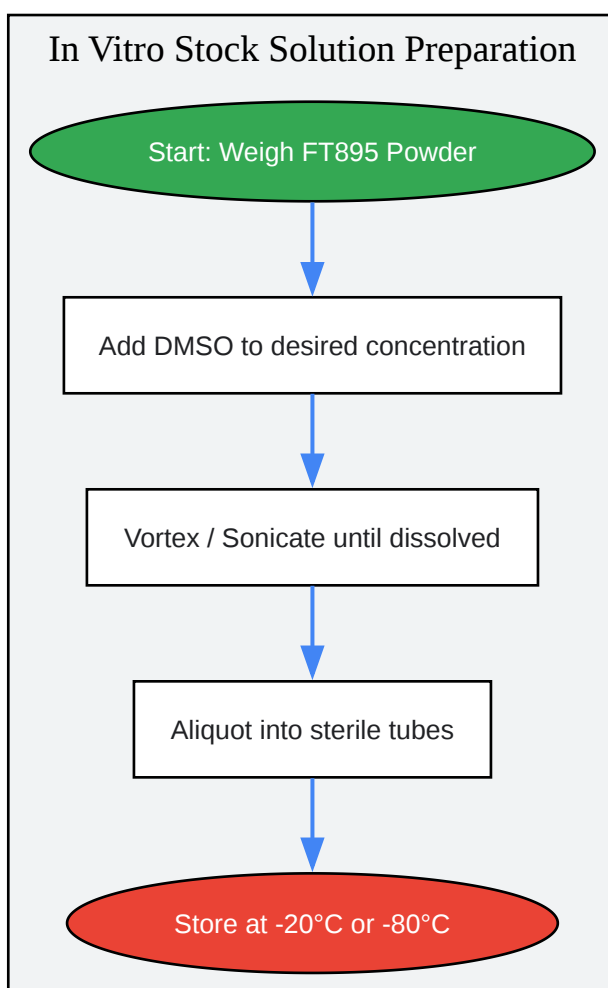 In Vitro Stock Solution Preparation
Start: Weigh FT895 Powder
Add DMSO to desired concentration
Vortex / Sonicate until dissolved
Aliquot into sterile tubes
Store at -20°C or -80°C